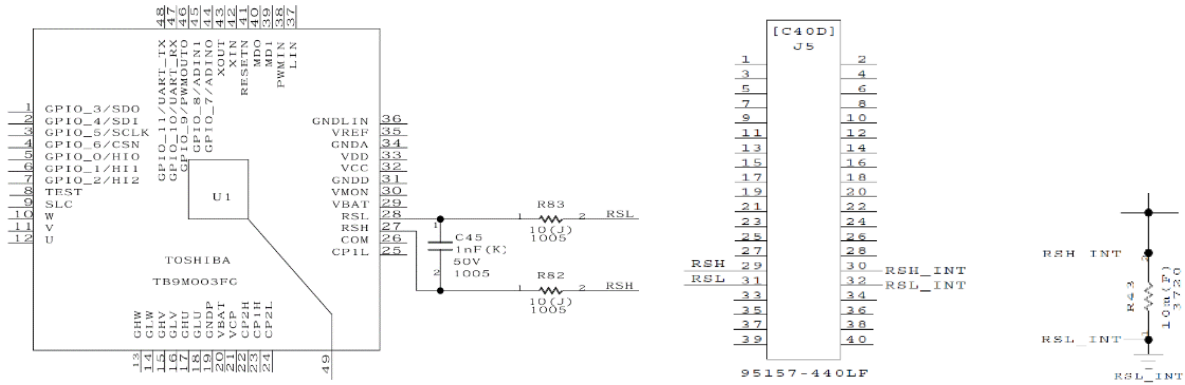 48 47 46 45 44 43 42 41 40 39 38 37
GPIO_11/UART_TX
GPIO_10/UART_RX
GPIO_9/PWMOUTO
GPIO_8/ADIN1
GPIO_7/ADIN0
XOUT
XIN
RESETN
MD0
MD1
PWMIN
LIN
1 GPIO_3/SDO
2 GPIO_4/SDI
3 GPIO_5/SCLK
4 GPIO_6/CSN
5 GPIO_0/HI0
6 GPIO_1/HI1
7 GPIO_2/HI2
8 TEST
9 SLC
10 W
11 V
12 U
GNDLIN 36
VREF 35
GNDA 34
VDD 33
VCC 32
GNDD 31
VMON 30
VBAT 29
RSL 28
RSH 27
COM 26
CP1L 25
U1
TOSHIBA
TB9M003FG
GHW
GLW
GHV
GLV
GHU
GLU
GNDP
VBAT
VCP
CP2H
CP1H
CP2L
13 14 15 16 17 18 19 20 21 22 23 24
49
R83
1 2 RSL
10(J)
1005
1
C45
1nF(K)
50V
2 1005
R82
1 2 RSH
10(J)
1005
[C40D]
J5
1 2
3 4
5 6
7 8
9 10
11 12
13 14
15 16
17 18
19 20
21 22
23 24
25 26
27 28
RSH 29 30 RSH_INT
RSL 31 32 RSL_INT
33 34
35 36
37 38
39 40
95157-440LF
RSH_INT
2
R43
10m(F)
3720
1
RSL_INT
RSL_INT